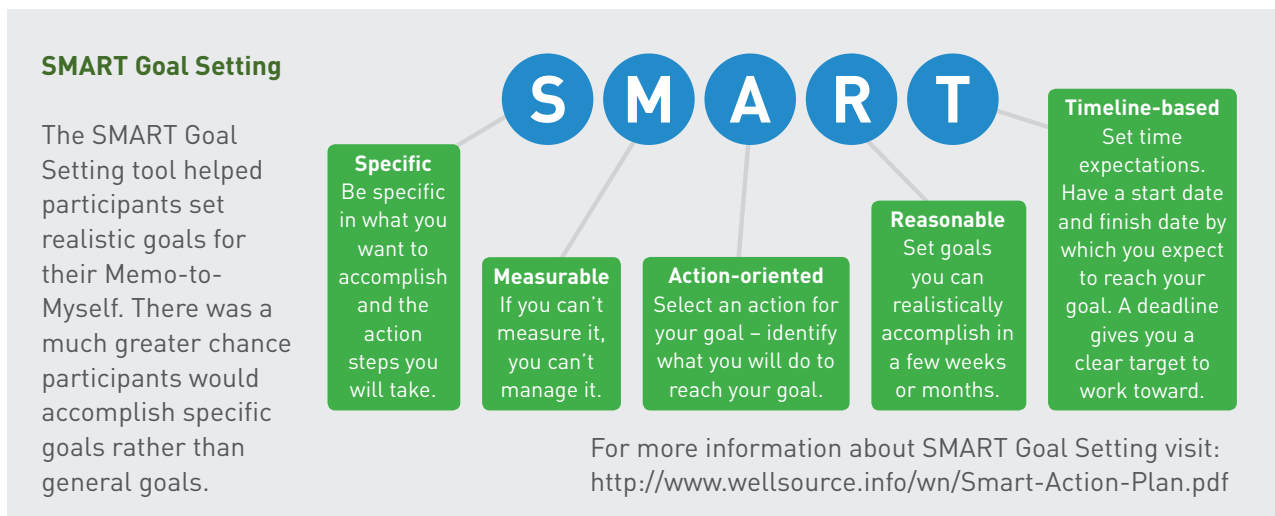 SMART Goal Setting
The SMART Goal
Setting tool helped
participants set
realistic goals for
their Memo-to-
Myself. There was a
much greater chance
participants would
accomplish specific
goals rather than
general goals.
S M A R T
Specific
Be specific
in what you
want to
accomplish
and the
action
steps you
will take.
Measurable
If you can't
measure it,
you can't
manage it.
Action-oriented
Select an action for
your goal – identify
what you will do to
reach your goal.
Reasonable
Set goals
you can
realistically
accomplish in
a few weeks
or months.
Timeline-based
Set time
expectations.
Have a start date
and finish date by
which you expect
to reach your
goal. A deadline
gives you a
clear target to
work toward.
For more information about SMART Goal Setting visit:
http://www.wellsource.info/wn/Smart-Action-Plan.pdf